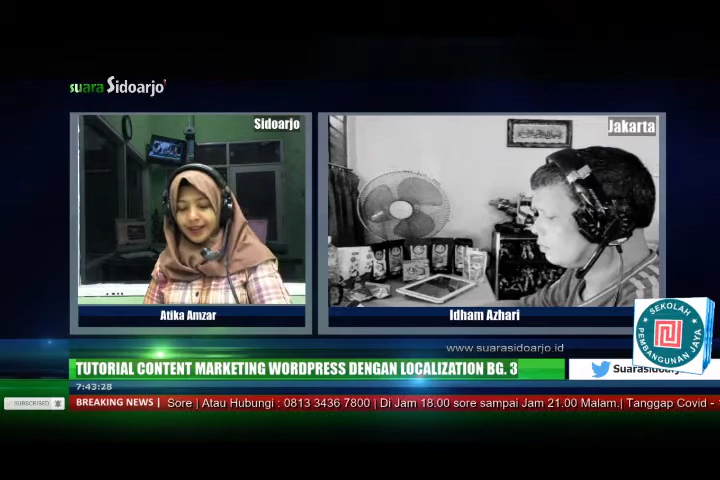 suara Sidoarjo
Sidoarjo
Jakarta
Atika Amzar
Idham Azhari
SEKOLAH
PEMBANGUNAN JAYA
www.suarasidoarjo.id
TUTORIAL CONTENT MARKETING WORDPRESS DENGAN LOCALIZATION BG. 3
Suarasidoarjo
7:43:28
SUBSCRIBED
BREAKING NEWS | Sore | Atau Hubungi : 0813 3436 7800 | Di Jam 18.00 sore sampai Jam 21.00 Malam.| Tanggap Covid -